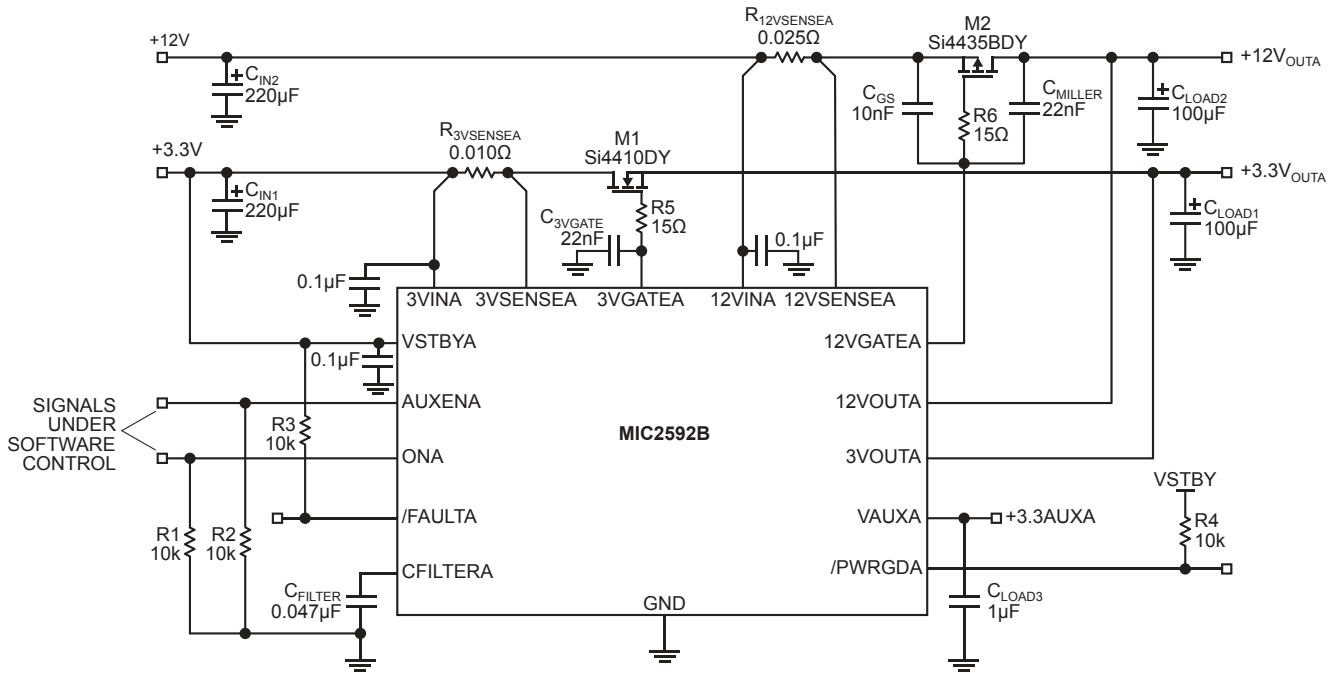 R12VSENSEA
0.025Ω
M2
Si4435BDY
+12V
+12VOUTA
CIN2
220µF
CGS
10nF
R6
15Ω
CMILLER
22nF
CLOAD2
100µF
+3.3V
R3VSENSEA
0.010Ω
M1
Si4410DY
+3.3VOUTA
CIN1
220µF
C3VGATE
22nF
R5
15Ω
0.1µF
CLOAD1
100µF
0.1µF
3VINA 3VSENSEA 3VGATEA 12VINA 12VSENSEA
VSTBYA
12VGATEA
0.1µF
SIGNALS
UNDER
SOFTWARE
CONTROL
AUXENA
12VOUTA
R3
10k
MIC2592B
ONA
3VOUTA
VSTBY
/FAULTA
VAUXA
+3.3AUXA
R4
10k
R1
10k
R2
10k
CFILTERA
/PWRGDA
CFILTER
0.047µF
GND
CLOAD3
1µF